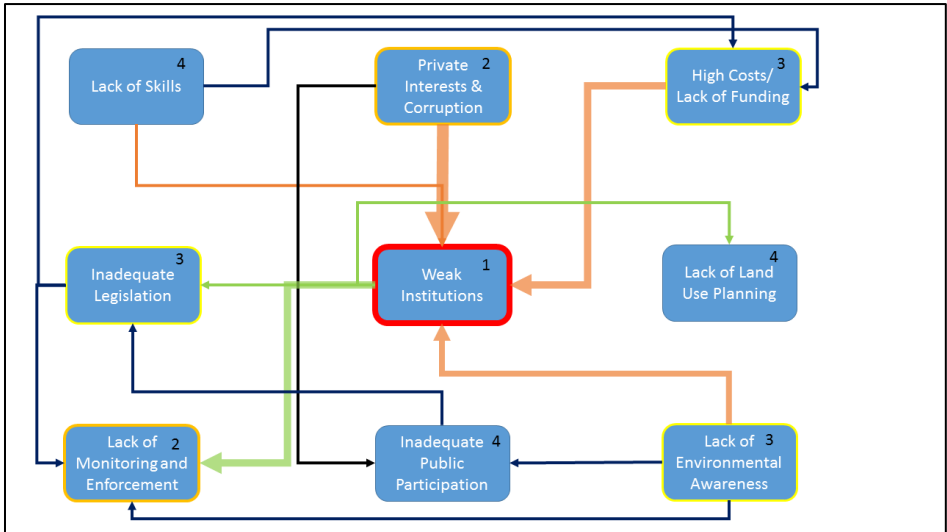 4
Lack of Skills
Private 2
Interests &
Corruption
3
High Costs/
Lack of Funding
3
Inadequate
Legislation
1
Weak
Institutions
4
Lack of Land
Use Planning
Lack of 2
Monitoring and
Enforcement
Inadequate 4
Public
Participation
Lack of 3
Environmental
Awareness